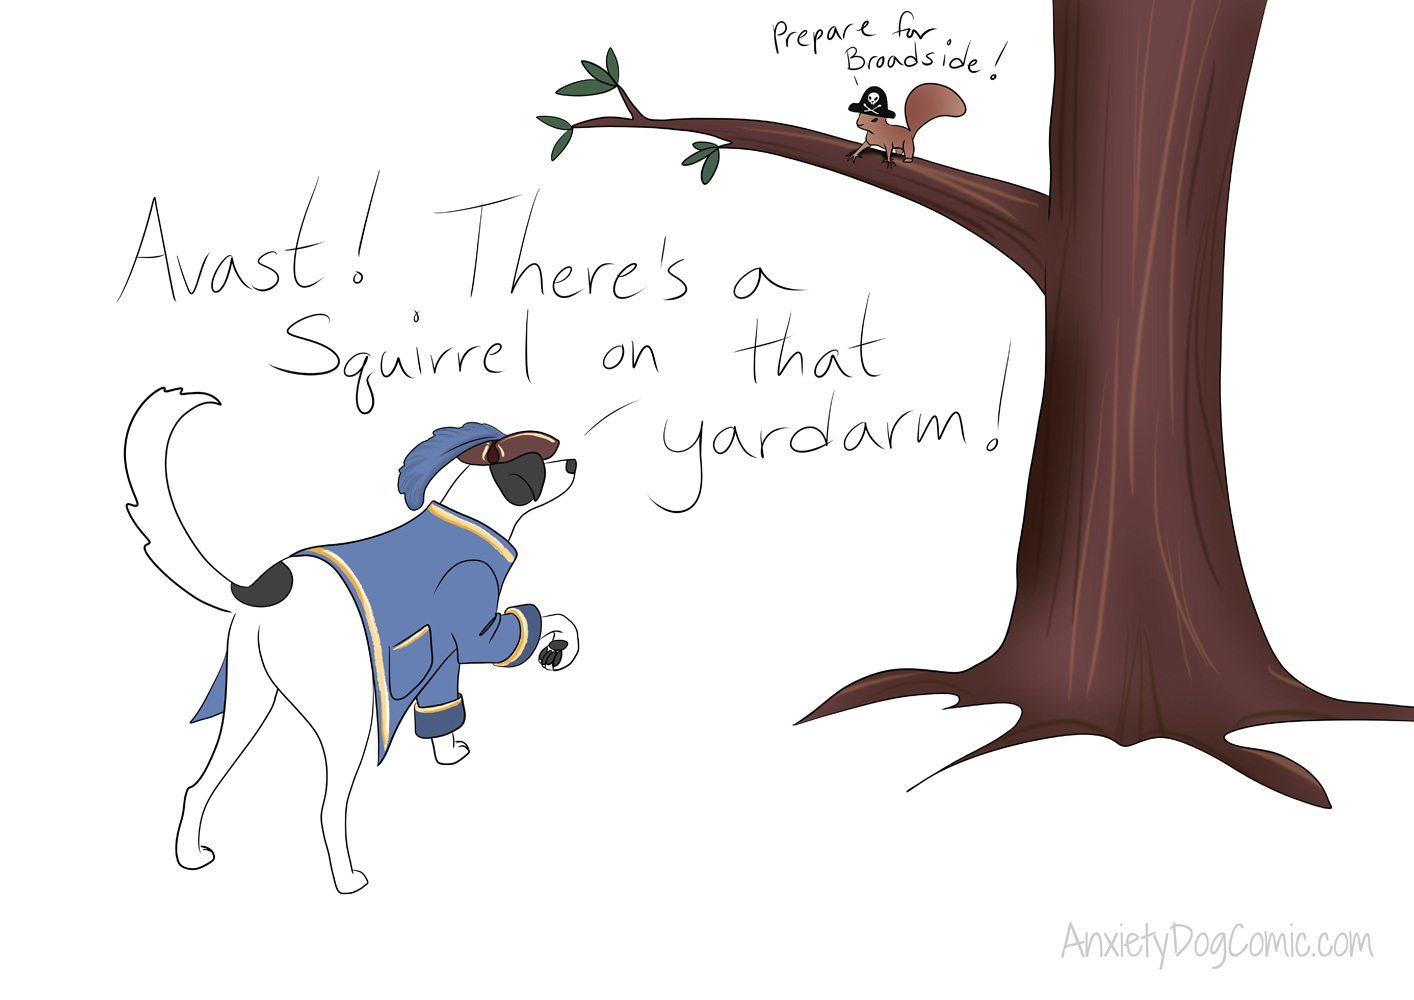 Prepare for
Broadside!
Avast! There's a
Squirrel on that
yardarm!
AnxietyDogComic.com